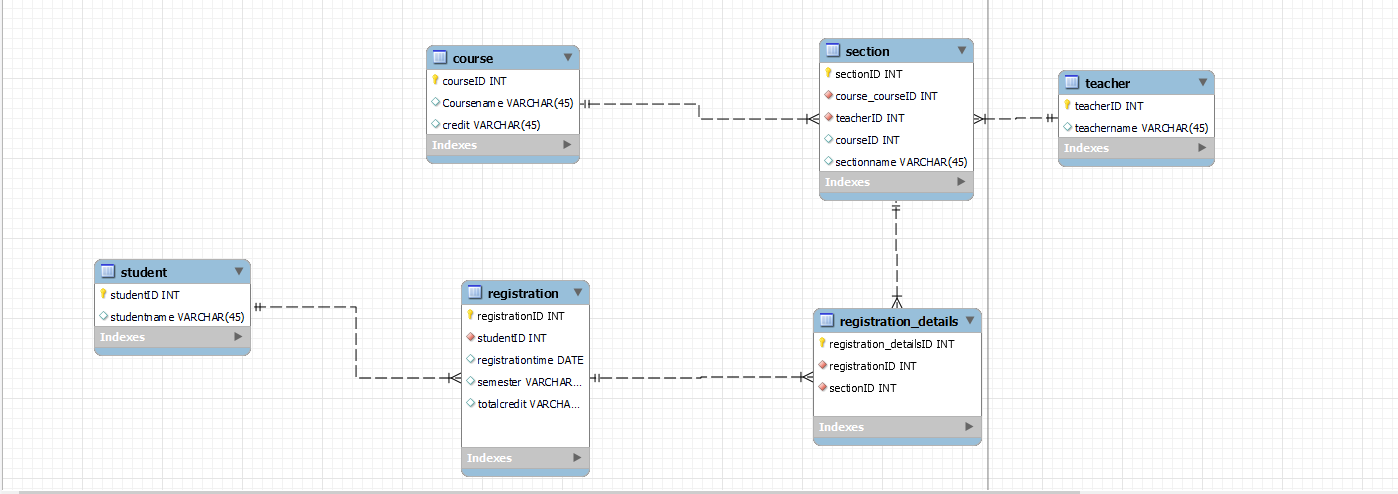 course
courseID INT
Coursename VARCHAR(45)
credit VARCHAR(45)
Indexes
section
sectionID INT
course_courseID INT
teacherID INT
courseID INT
sectionname VARCHAR(45)
Indexes
teacher
teacherID INT
teachername VARCHAR(45)
Indexes
student
studentID INT
studentname VARCHAR(45)
Indexes
registration
registrationID INT
studentID INT
registrationtime DATE
semester VARCHAR...
totalcredit VARCHA...
Indexes
registration_details
registration_detailsID INT
registrationID INT
sectionID INT
Indexes